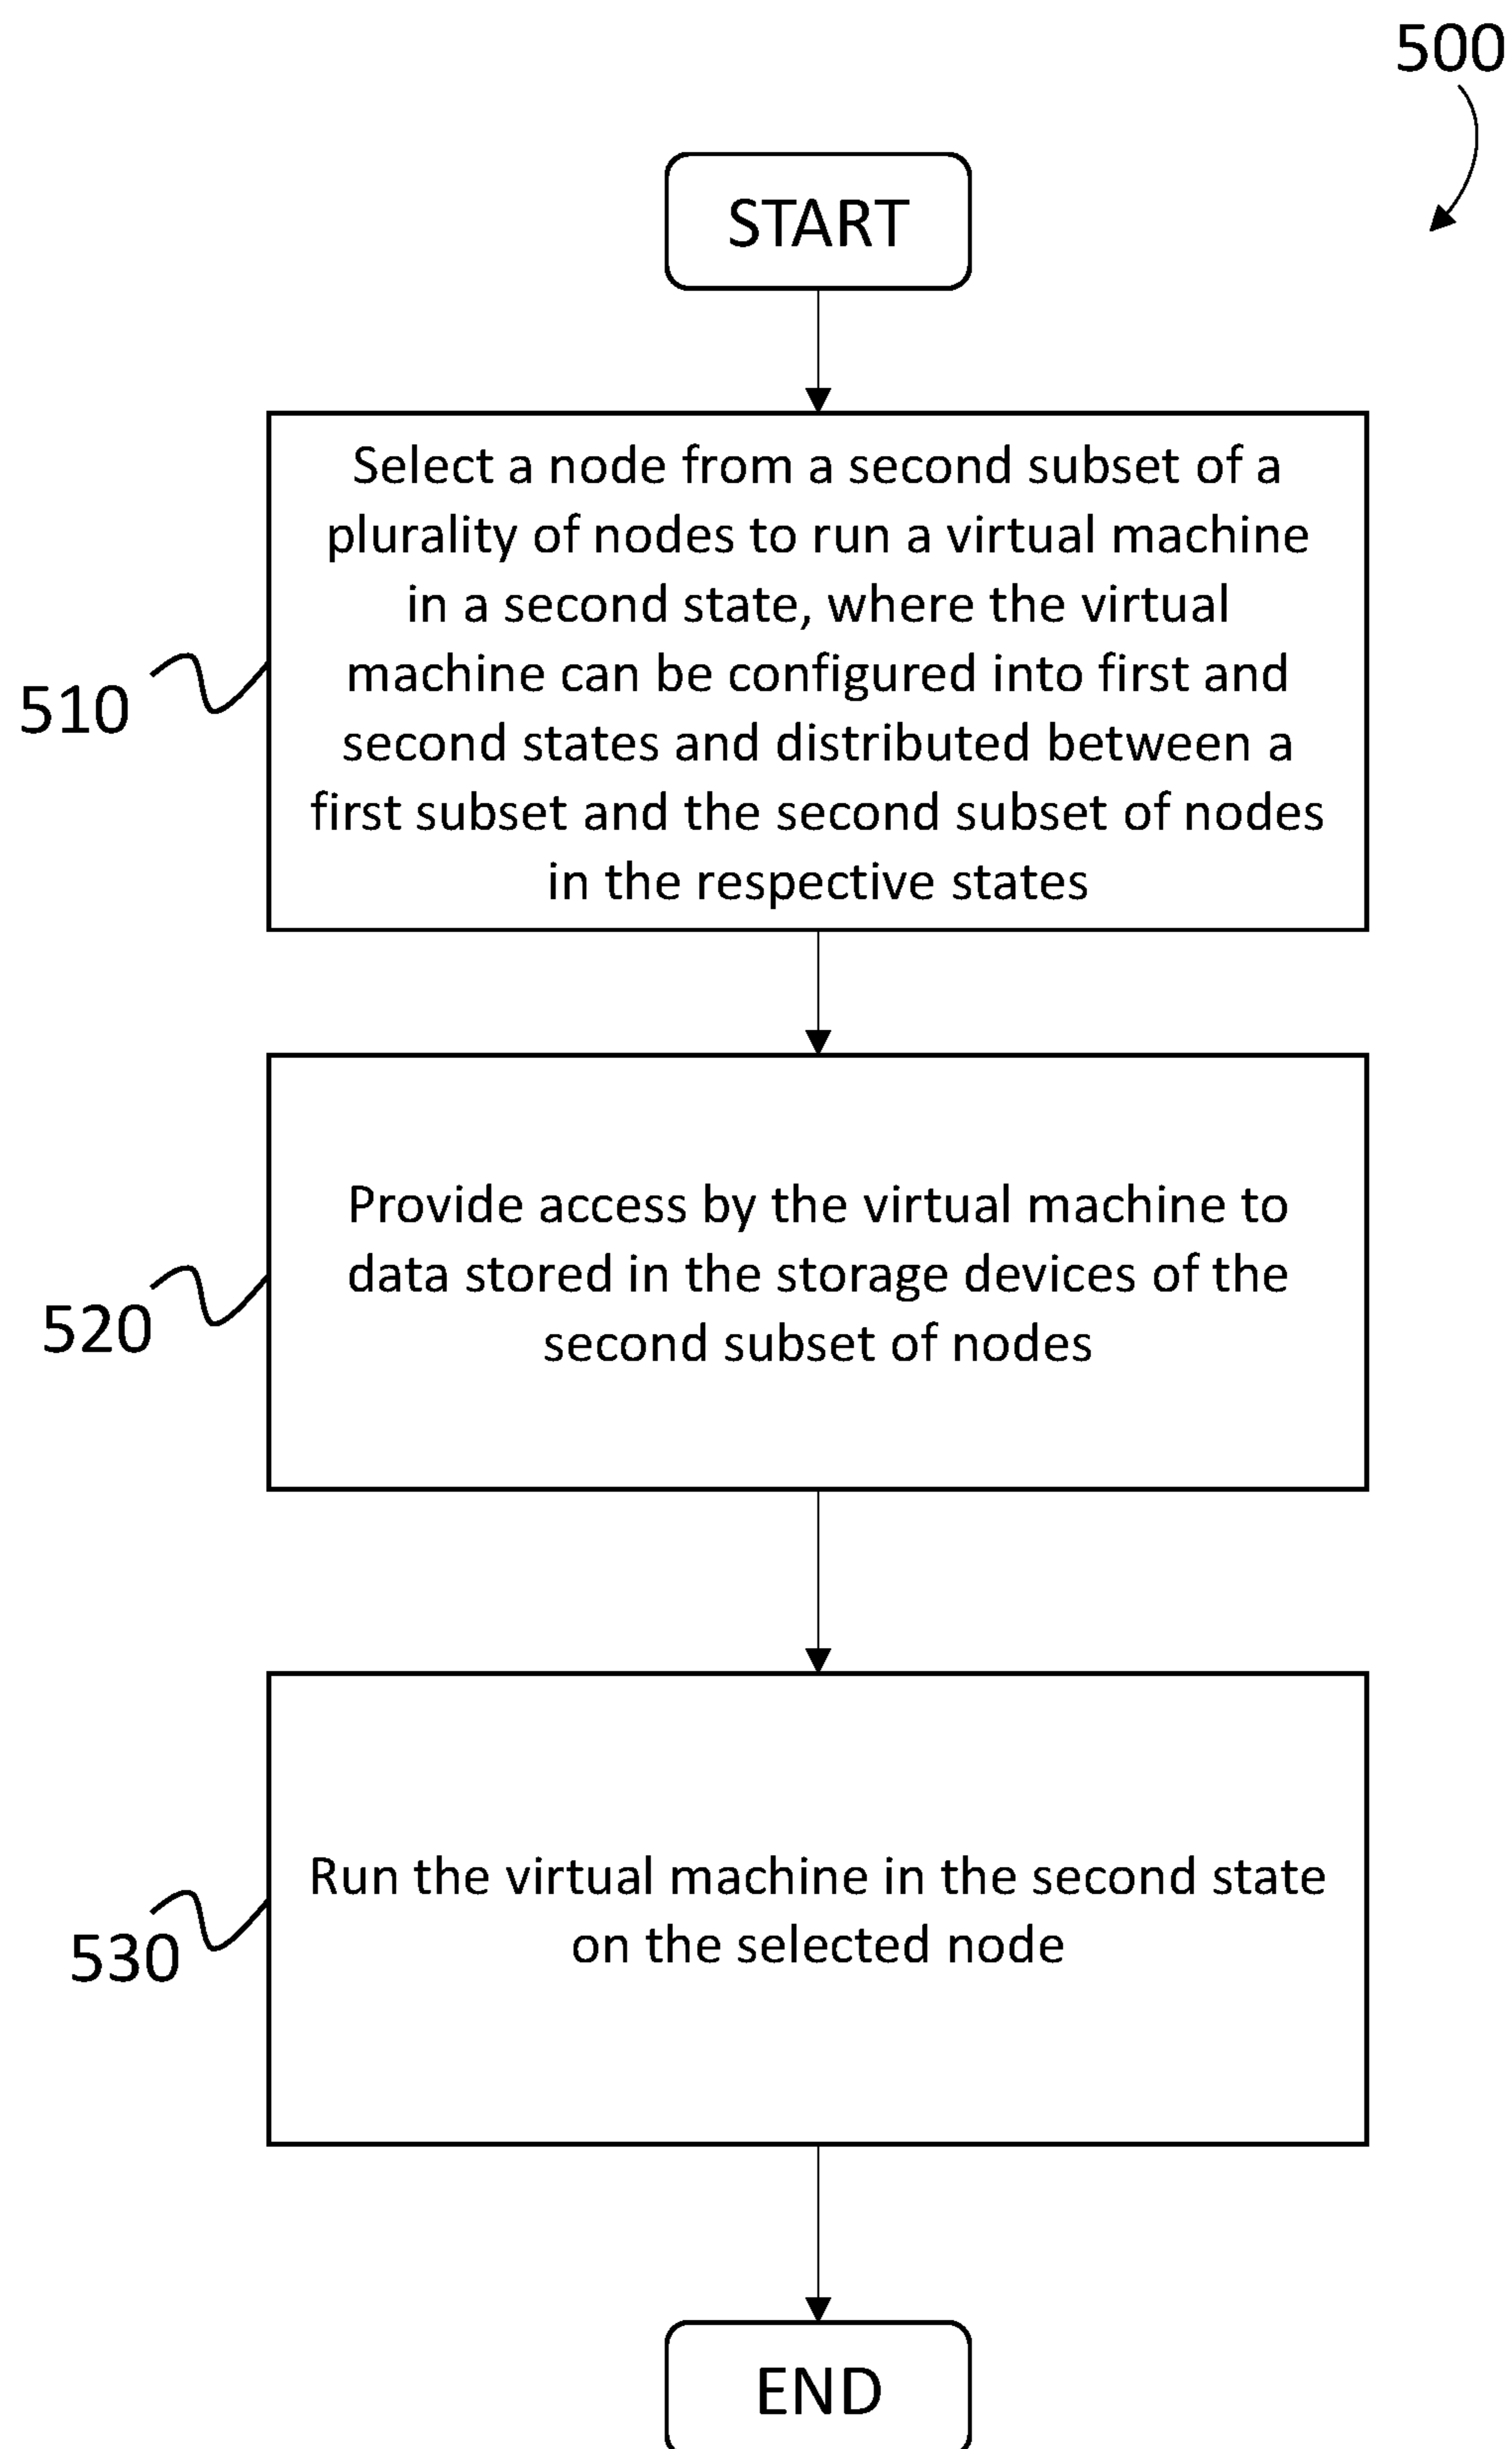 500
START
Select a node from a second subset of a
plurality of nodes to run a virtual machine
in a second state, where the virtual
machine can be configured into first and
second states and distributed between a
first subset and the second subset of nodes
in the respective states
510
Provide access by the virtual machine to
data stored in the storage devices of the
second subset of nodes
520
Run the virtual machine in the second state
on the selected node
530
END